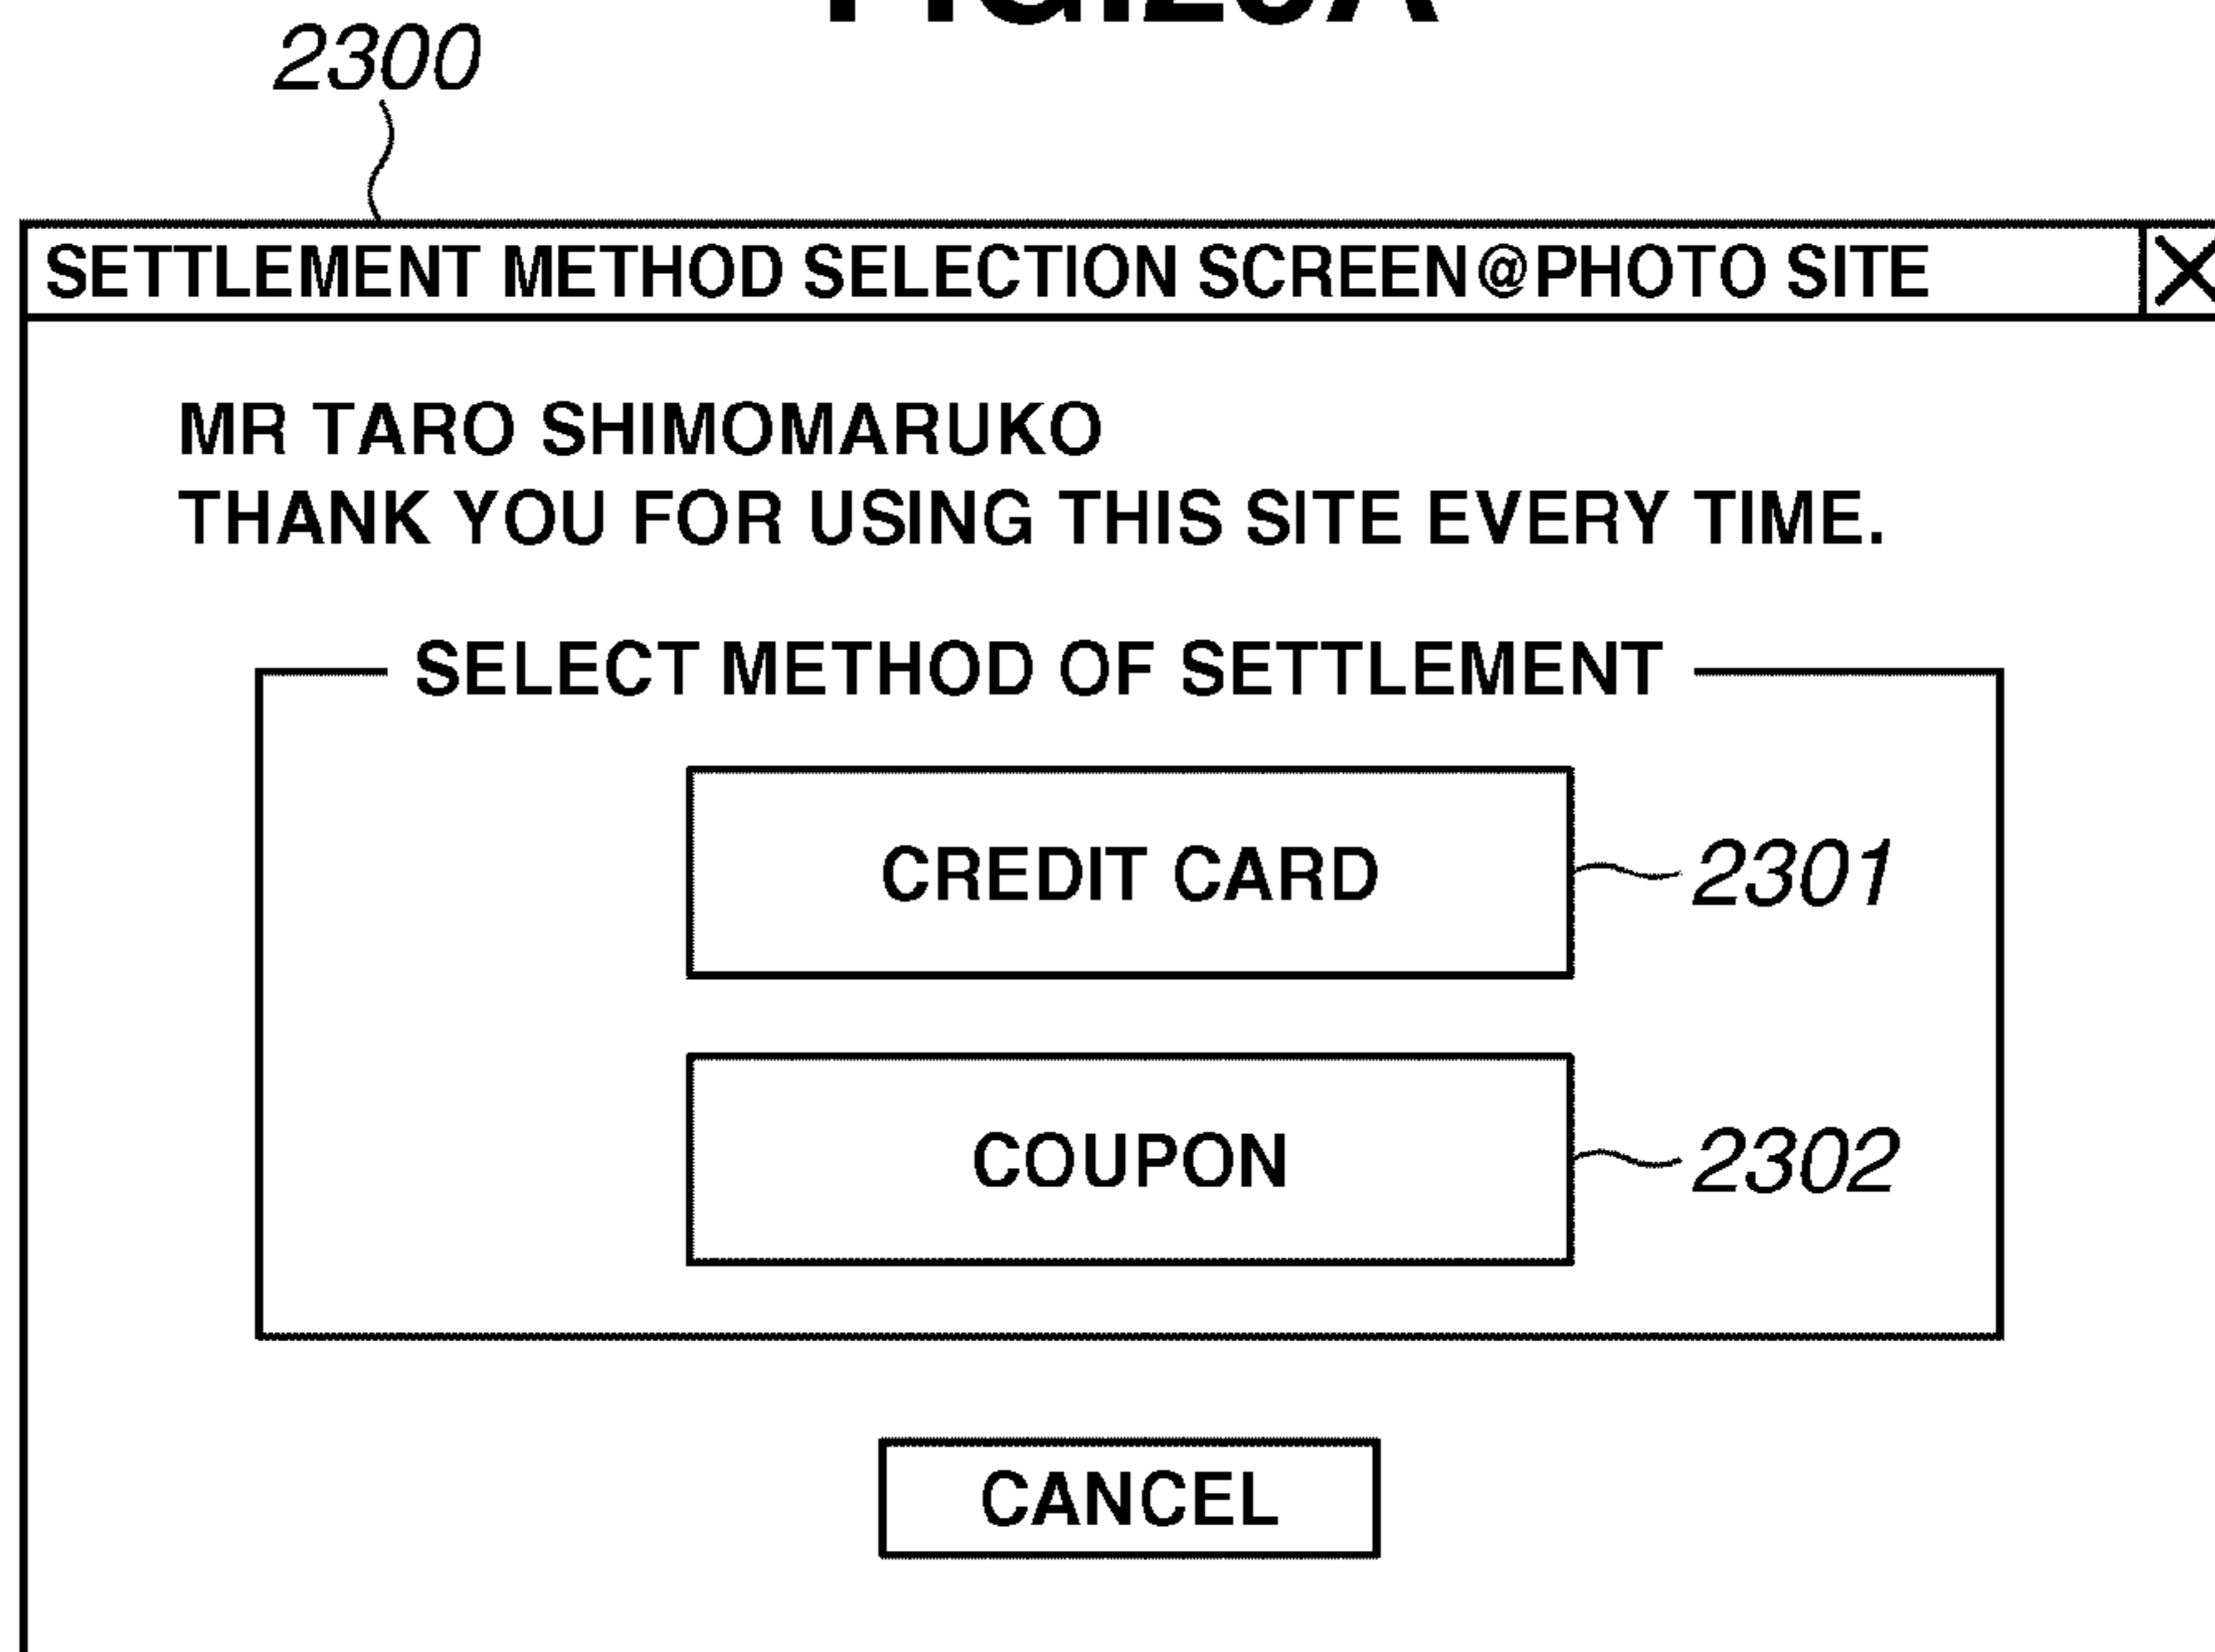 2300
SETTLEMENT METHOD SELECTION SCREEN@PHOTO SITE
MR TARO SHIMOMARUKO
THANK YOU FOR USING THIS SITE EVERY TIME.
SELECT METHOD OF SETTLEMENT
CREDIT CARD 2301
COUPON 2302
CANCEL